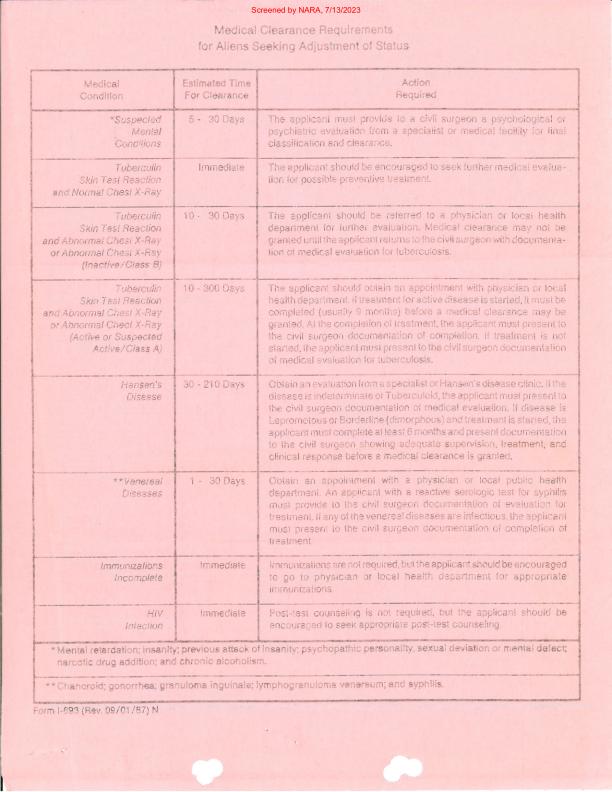 Screened by NARA, 7/13/2023
Medical Clearance Requirements
for Aliens Seeking Adjustment of Status
Medical
Condition
Estimated Time
For Clearance
Action
Required
*Suspected
Mental
Conditions
5 - 30 Days
The applicant must provide to a civil surgeon a psychological or
psychiatric evaluation from a specialist or medical facility for final
classification and clearance.
Tuberculin
Skin Test Reaction
and Normal Chest X-Ray
Immediate
The applicant should be encouraged to seek further medical evalua-
tion for possible preventive treatment.
Tuberculin
Skin Test Reaction
and Abnormal Chest X-Ray
or Abnormal Chest X-Ray
(Inactive/Class B)
10 - 30 Days
The applicant should be referred to a physician or local health
department for further evaluation. Medical clearance may not be
granted until the applicant returns to the civil surgeon with documenta-
tion of medical evaluation for tuberculosis.
Tuberculin
Skin Test Reaction
and Abnormal Chest X-Ray
or Abnormal Chest X-Ray
(Active or Suspected
Active/Class A)
10 - 300 Days
The applicant should obtain an appointment with physician or local
health department. If treatment for active disease is started, it must be
completed (usually 9 months) before a medical clearance may be
granted. At the completion of treatment, the applicant must present to
the civil surgeon documentation of completion. If treatment is not
started, the applicant must present to the civil surgeon documentation
of medical evaluation for tuberculosis.
Hansen's
Disease
30 - 210 Days
Obtain an evaluation from a specialist or Hansen's disease clinic. If the
disease is indeterminate or Tuberculoid, the applicant must present to
the civil surgeon documentation of medical evaluation. If disease is
Lepromotous or Borderline (dimorphous) and treatment is started, the
applicant must complete at least 6 months and present documentation
to the civil surgeon showing adequate supervision, treatment, and
clinical response before a medical clearance is granted.
**Venereal
Diseases
1 - 30 Days
Obtain an appointment with a physician or local public health
department. An applicant with a reactive serologic test for syphilis
must provide to the civil surgeon documentation of evaluation for
treatment. If any of the venereal diseases are infectious, the applicant
must present to the civil surgeon documentation of completion of
treatment.
Immunizations
Incomplete
Immediate
Immunizations are not required, but the applicant should be encouraged
to go to physician or local health department for appropriate
immunizations.
HIV
Infection
Immediate
Post-test counseling is not required, but the applicant should be
encouraged to seek appropriate post-test counseling.
*Mental retardation; insanity; previous attack of insanity; psychopathic personality, sexual deviation or mental defect;
narcotic drug addition; and chronic alcoholism.
**Chancroid; gonorrhea; granuloma inguinale; lymphogranuloma venereum; and syphilis.
Form I-693 (Rev. 09/01/87) N